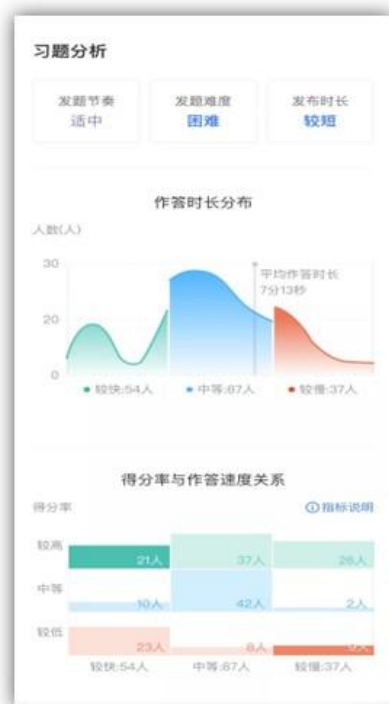 习题分析
发题节奏 发题难度 发布时长
适中 困难 较短
作答时长分布
人数(人)
30
平均作答时长
7分13秒
20
0
较快:54人 中等:87人 较慢:37人
得分率与作答速度关系
得分率 指标说明
较高 21人 37人 26人
中等 10人 42人 2人
较低 23人 8人 9人
较快:54人 中等:87人 较慢:37人